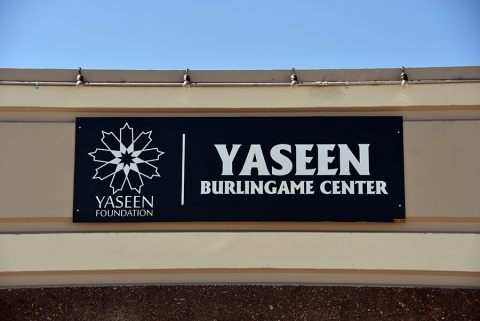 YASEEN
FOUNDATION
YASEEN
BURLINGAME CENTER